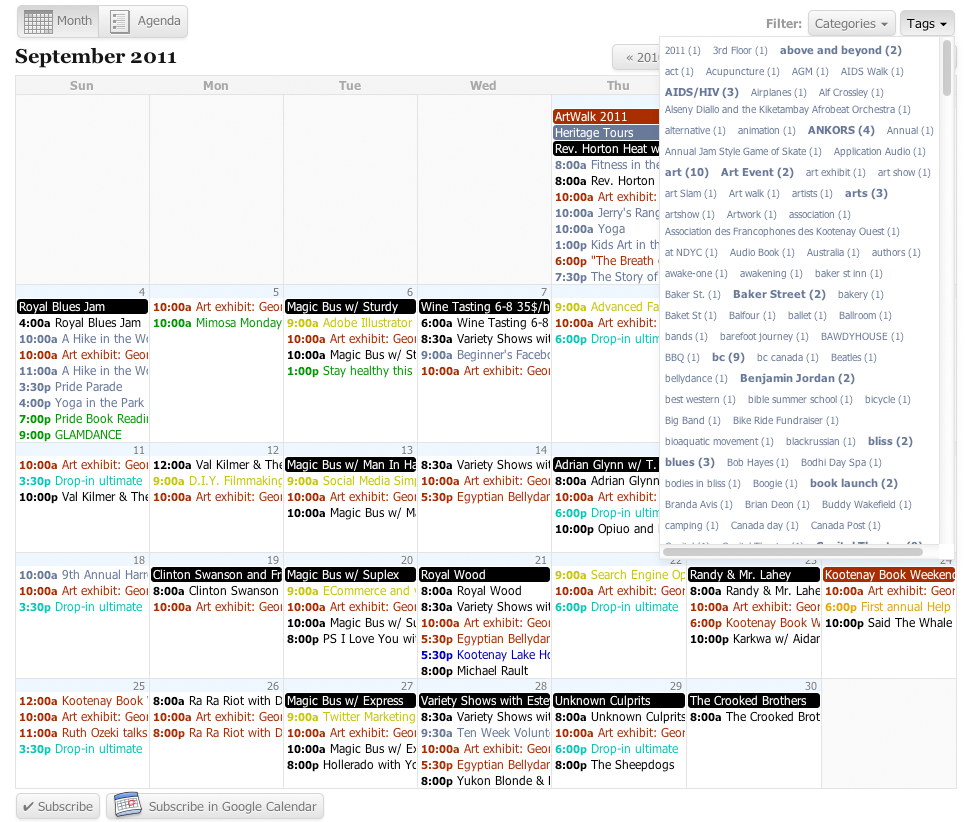 Month Agenda Filter: Categories Tags
September 2011
« 201
Sun Mon Tue Wed Thu
ArtWalk 2011
Heritage Tours
Rev. Horton Heat w
8:00a Fitness in the
8:00a Rev. Horton
10:00a Art exhibit:
10:00a Jerry's Rang
10:00a Yoga
1:00p Kids Art in th
6:00p "The Breath
7:30p The Story of
2011 (1) 3rd Floor (1) above and beyond (2)
act (1) Acupuncture (1) AGM (1) AIDS Walk (1)
AIDS/HIV (3) Airplanes (1) Alf Crossley (1)
Alseny Diallo and the Kiketambay Afrobeat Orchestra (1)
alternative (1) animation (1) ANKORS (4) Annual (1)
Annual Jam Style Game of Skate (1) Application Audio (1)
art (10) Art Event (2) art exhibit (1) art show (1)
art Slam (1) Art walk (1) artists (1) arts (3)
artshow (1) Artwork (1) association (1)
Association des Francophones des Kootenay Ouest (1)
at NDYC (1) Audio Book (1) Australia (1) authors (1)
awake-one (1) awakening (1) baker st inn (1)
Baker St. (1) Baker Street (2) bakery (1)
Baket St (1) Balfour (1) ballet (1) Ballroom (1)
bands (1) barefoot journey (1) BAWDYHOUSE (1)
BBQ (1) bc (9) bc canada (1) Beatles (1)
bellydance (1) Benjamin Jordan (2)
best western (1) bible summer school (1) bicycle (1)
Big Band (1) Bike Ride Fundraiser (1)
bioaquatic movement (1) blackrussian (1) bliss (2)
blues (3) Bob Hayes (1) Bodhi Day Spa (1)
bodies in bliss (1) Boogie (1) book launch (2)
Branda Avis (1) Brian Deon (1) Buddy Wakefield (1)
camping (1) Canada day (1) Canada Post (1)
4
Royal Blues Jam
4:00a Royal Blues Jam
10:00a A Hike in the Wo
10:00a Art exhibit: Geor
11:00a A Hike in the Wo
3:30p Pride Parade
4:00p Yoga in the Park
7:00p Pride Book Readin
9:00p GLAMDANCE
5
10:00a Art exhibit: Geor
10:00a Mimosa Monday
6
Magic Bus w/ Sturdy
9:00a Adobe Illustrator
10:00a Art exhibit: Geor
10:00a Magic Bus w/ St
1:00p Stay healthy this
7
Wine Tasting 6-8 35$/h
6:00a Wine Tasting 6-8
8:30a Variety Shows wit
9:00a Beginner's Facebo
10:00a Art exhibit: Geor
9:00a Advanced Fa
10:00a Art exhibit:
6:00p Drop-in ultim
11
10:00a Art exhibit: Geor
3:30p Drop-in ultimate
10:00p Val Kilmer & The
12
12:00a Val Kilmer & The
9:00a D.I.Y. Filmmaking
10:00a Art exhibit: Geor
13
Magic Bus w/ Man In Ha
9:00a Social Media Simp
10:00a Art exhibit: Geor
10:00a Magic Bus w/ Ma
14
8:30a Variety Shows wit
10:00a Art exhibit: Geor
5:30p Egyptian Bellydar
Adrian Glynn w/ T.
8:00a Adrian Glynn
10:00a Art exhibit:
6:00p Drop-in ultim
10:00p Opiuo and
18
10:00a 9th Annual Harr
10:00a Art exhibit: Geor
3:30p Drop-in ultimate
19
Clinton Swanson and Fr
8:00a Clinton Swanson
10:00a Art exhibit: Geor
20
Magic Bus w/ Suplex
9:00a ECommerce and v
10:00a Art exhibit: Geor
10:00a Magic Bus w/ Su
8:00p PS I Love You wi
21
Royal Wood
8:00a Royal Wood
8:30a Variety Shows wit
10:00a Art exhibit: Geor
5:30p Egyptian Bellydar
5:30p Kootenay Lake Ho
8:00p Michael Rault
22
9:00a Search Engine Op
10:00a Art exhibit: Geor
6:00p Drop-in ultimate
23
Randy & Mr. Lahey
8:00a Randy & Mr. Lahe
10:00a Art exhibit: Geor
6:00p Kootenay Book W
10:00p Karkwa w/ Aidar
24
Kootenay Book Weekend
10:00a Art exhibit: Geor
6:00p First annual Help
10:00p Said The Whale
25
12:00a Kootenay Book
10:00a Art exhibit: Geor
11:00a Ruth Ozeki talks
3:30p Drop-in ultimate
26
8:00a Ra Ra Riot with D
10:00a Art exhibit: Geor
8:00p Ra Ra Riot with D
27
Magic Bus w/ Express
9:00a Twitter Marketing
10:00a Art exhibit: Geor
10:00a Magic Bus w/ Ex
8:00p Hollerado with Yo
28
Variety Shows with Este
8:30a Variety Shows wit
9:30a Ten Week Volunt
10:00a Art exhibit: Geor
5:30p Egyptian Bellydar
8:00p Yukon Blonde &
29
Unknown Culprits
8:00a Unknown Culprits
10:00a Art exhibit: Geor
6:00p Drop-in ultimate
8:00p The Sheepdogs
30
The Crooked Brothers
8:00a The Crooked Brot
✔ Subscribe Subscribe in Google Calendar